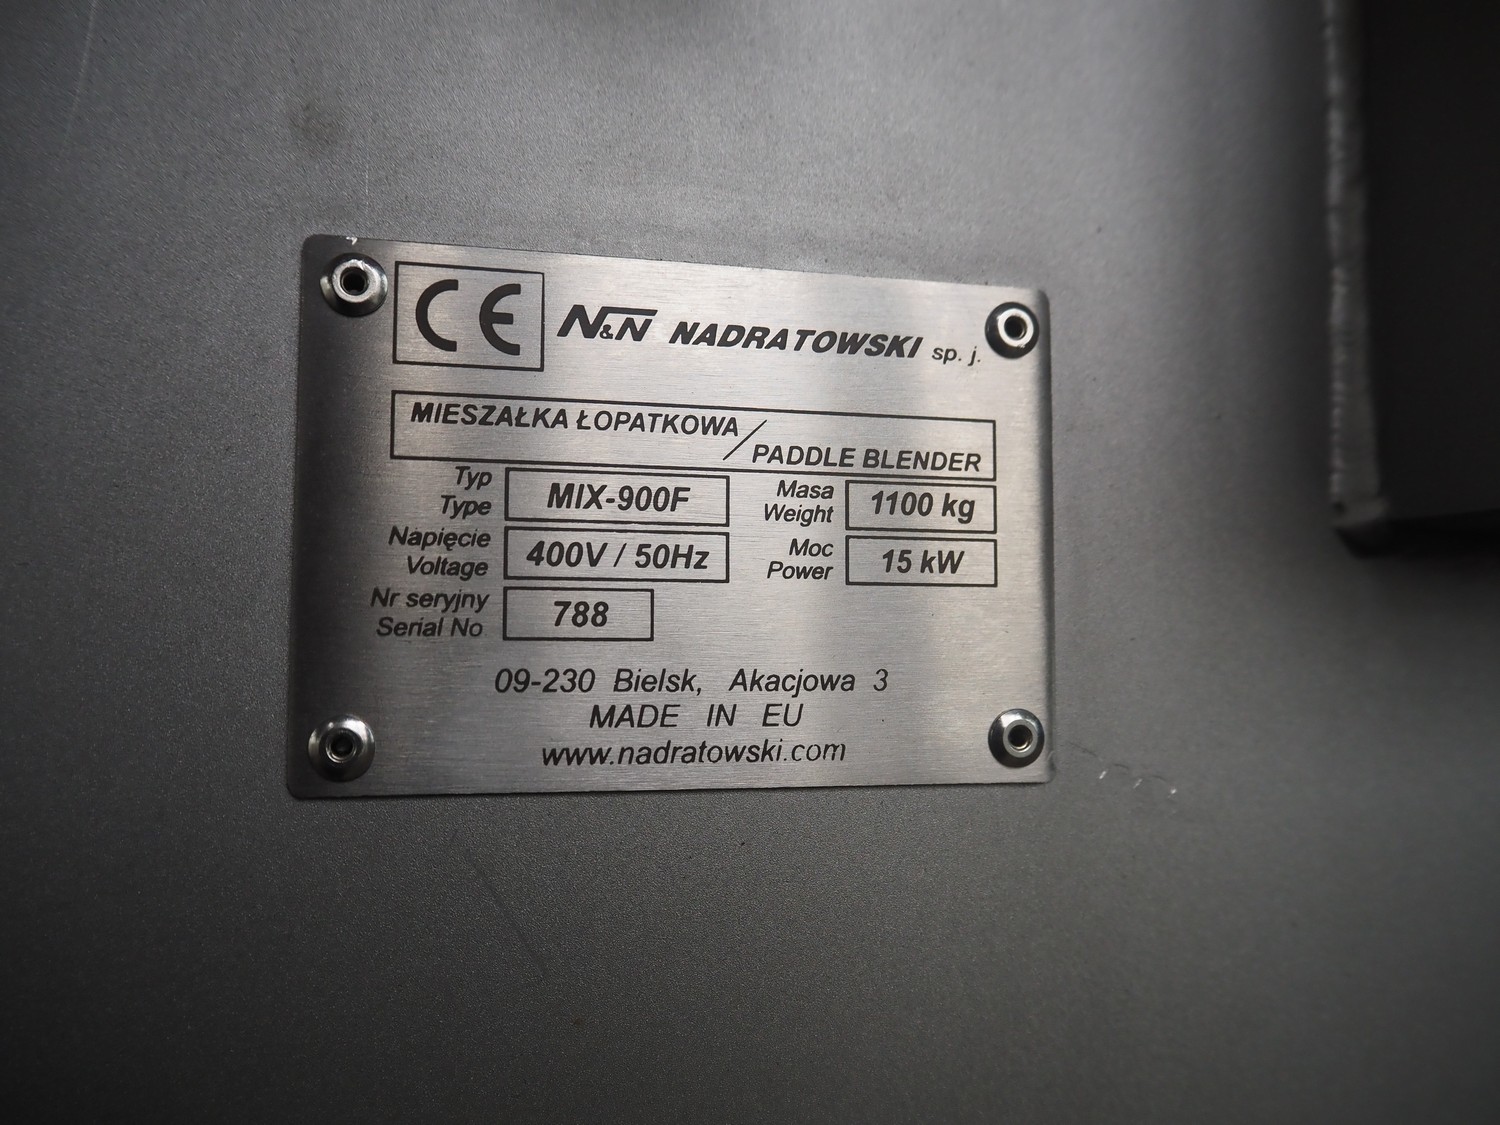 CE N&N NADRATOWSKI sp. j.
MIESZAŁKA ŁOPATKOWA / PADDLE BLENDER
Typ
Type MIX-900F
Masa
Weight 1100 kg
Napięcie
Voltage 400V / 50Hz
Moc
Power 15 kW
Nr seryjny
Serial No 788
09-230 Bielsk, Akacjowa 3
MADE IN EU
www.nadratowski.com